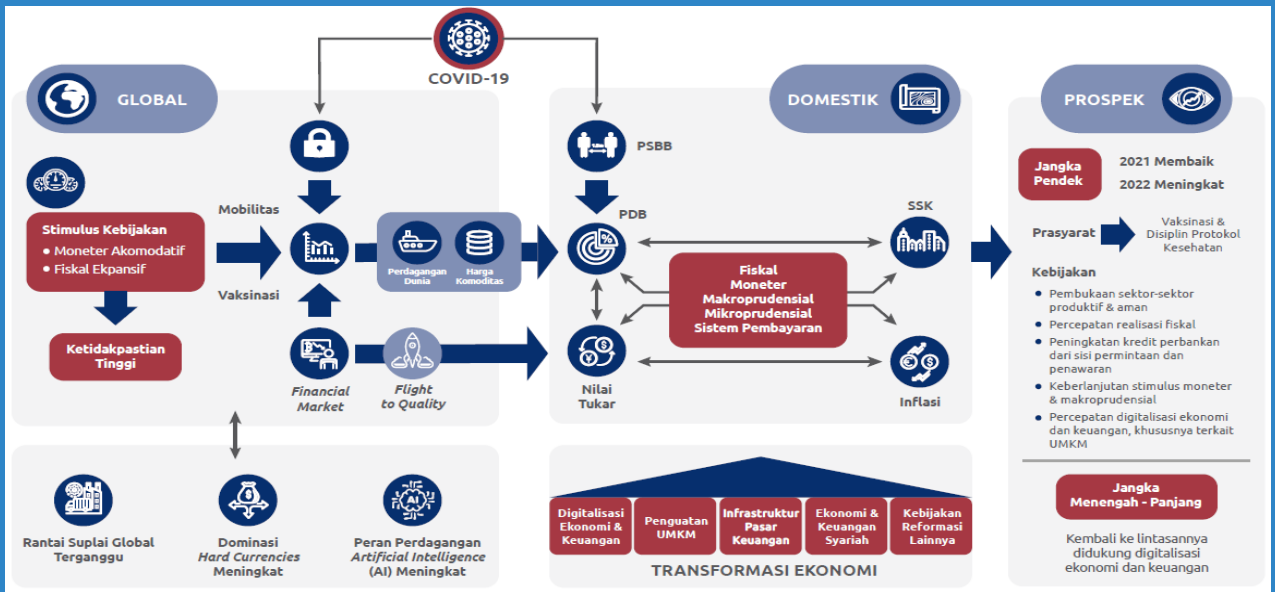 COVID-19
GLOBAL
Stimulus Kebijakan
• Moneter Akomodatif
• Fiskal Ekpansif
Ketidakpastian
Tinggi
Mobilitas
Vaksinasi
Perdagangan
Dunia
Harga
Komoditas
Financial
Market
Flight
to Quality
Rantai Suplai Global
Terganggu
Dominasi
Hard Currencies
Meningkat
AI
Peran Perdagangan
Artificial Intelligence
(AI) Meningkat
DOMESTIK
PSBB
PDB
SSK
Fiskal
Moneter
Makroprudensial
Mikroprudensial
Sistem Pembayaran
Nilai
Tukar
Inflasi
Digitalisasi
Ekonomi &
Keuangan
Penguatan
UMKM
Infrastruktur
Pasar
Keuangan
Ekonomi &
Keuangan
Syariah
Kebijakan
Reformasi
Lainnya
TRANSFORMASI EKONOMI
PROSPEK
Jangka
Pendek
2021 Membaik
2022 Meningkat
Prasyarat
Vaksinasi &
Disiplin Protokol
Kesehatan
Kebijakan
• Pembukaan sektor-sektor
produktif & aman
• Percepatan realisasi fiskal
• Peningkatan kredit perbankan
dari sisi permintaan dan
penawaran
• Keberlanjutan stimulus moneter
& makroprudensial
• Percepatan digitalisasi ekonomi
dan keuangan, khususnya terkait
UMKM
Jangka
Menengah - Panjang
Kembali ke lintasannya
didukung digitalisasi
ekonomi dan keuangan